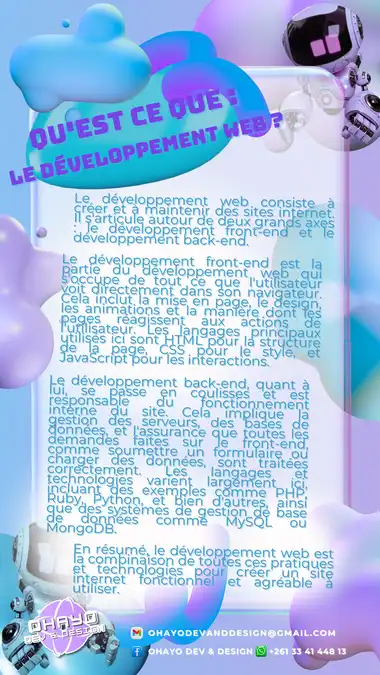 QU'EST CE QUE :
LE DÉVELOPPEMENT WEB ?
Le développement web consiste à
créer et à maintenir des sites internet.
Il s'articule autour de deux grands axes
: le développement front-end et le
développement back-end.
Le développement front-end est la
partie du développement web qui
s'occupe de tout ce que l'utilisateur
voit directement dans son navigateur.
Cela inclut la mise en page, le design,
les animations et la manière dont les
pages réagissent aux actions de
l'utilisateur. Les langages principaux
utilisés ici sont HTML pour la structure
de la page, CSS pour le style, et
JavaScript pour les interactions.
Le développement back-end, quant à
lui, se passe en coulisses et est
responsable du fonctionnement
interne du site. Cela implique la
gestion des serveurs, des bases de
données, et l'assurance que toutes les
demandes faites sur le front-end,
comme soumettre un formulaire ou
charger des données, sont traitées
correctement. Les langages et
technologies varient largement ici,
incluant des exemples comme PHP,
Ruby, Python, et bien d'autres, ainsi
que des systèmes de gestion de base
de données comme MySQL ou
MongoDB.
En résumé, le développement web est
la combinaison de toutes ces pratiques
et technologies pour créer un site
internet fonctionnel et agréable à
utiliser.
OHAYO
DEV & DESIGN
OHAYODEVANDDESIGN@GMAIL.COM
OHAYO DEV & DESIGN +261 33 41 448 13